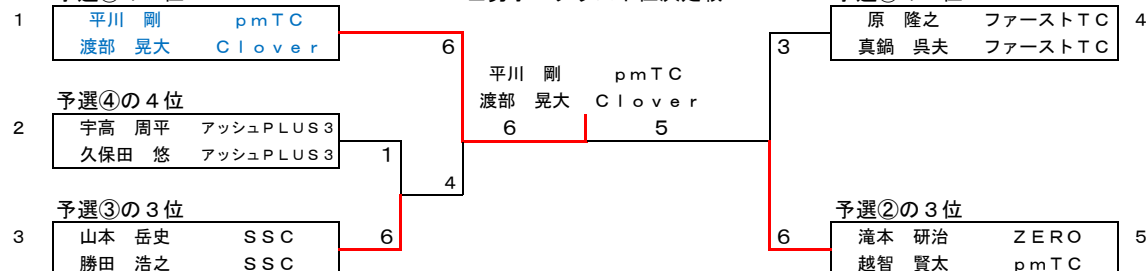 1
平川 剛 pmTC
渡部 晃大 Clover
6
3
原 隆之 ファーストTC
真鍋 呉夫 ファーストTC
4
平川 剛 pmTC
渡部 晃大 Clover
6 5
予選④の4位
2
宇高 周平 アッシュPLUS3
久保田 悠 アッシュPLUS3
1
4
予選③の3位
3
山本 岳史 SSC
勝田 浩之 SSC
6
予選②の3位
6
滝本 研治 ZERO
越智 賢太 pmTC
5